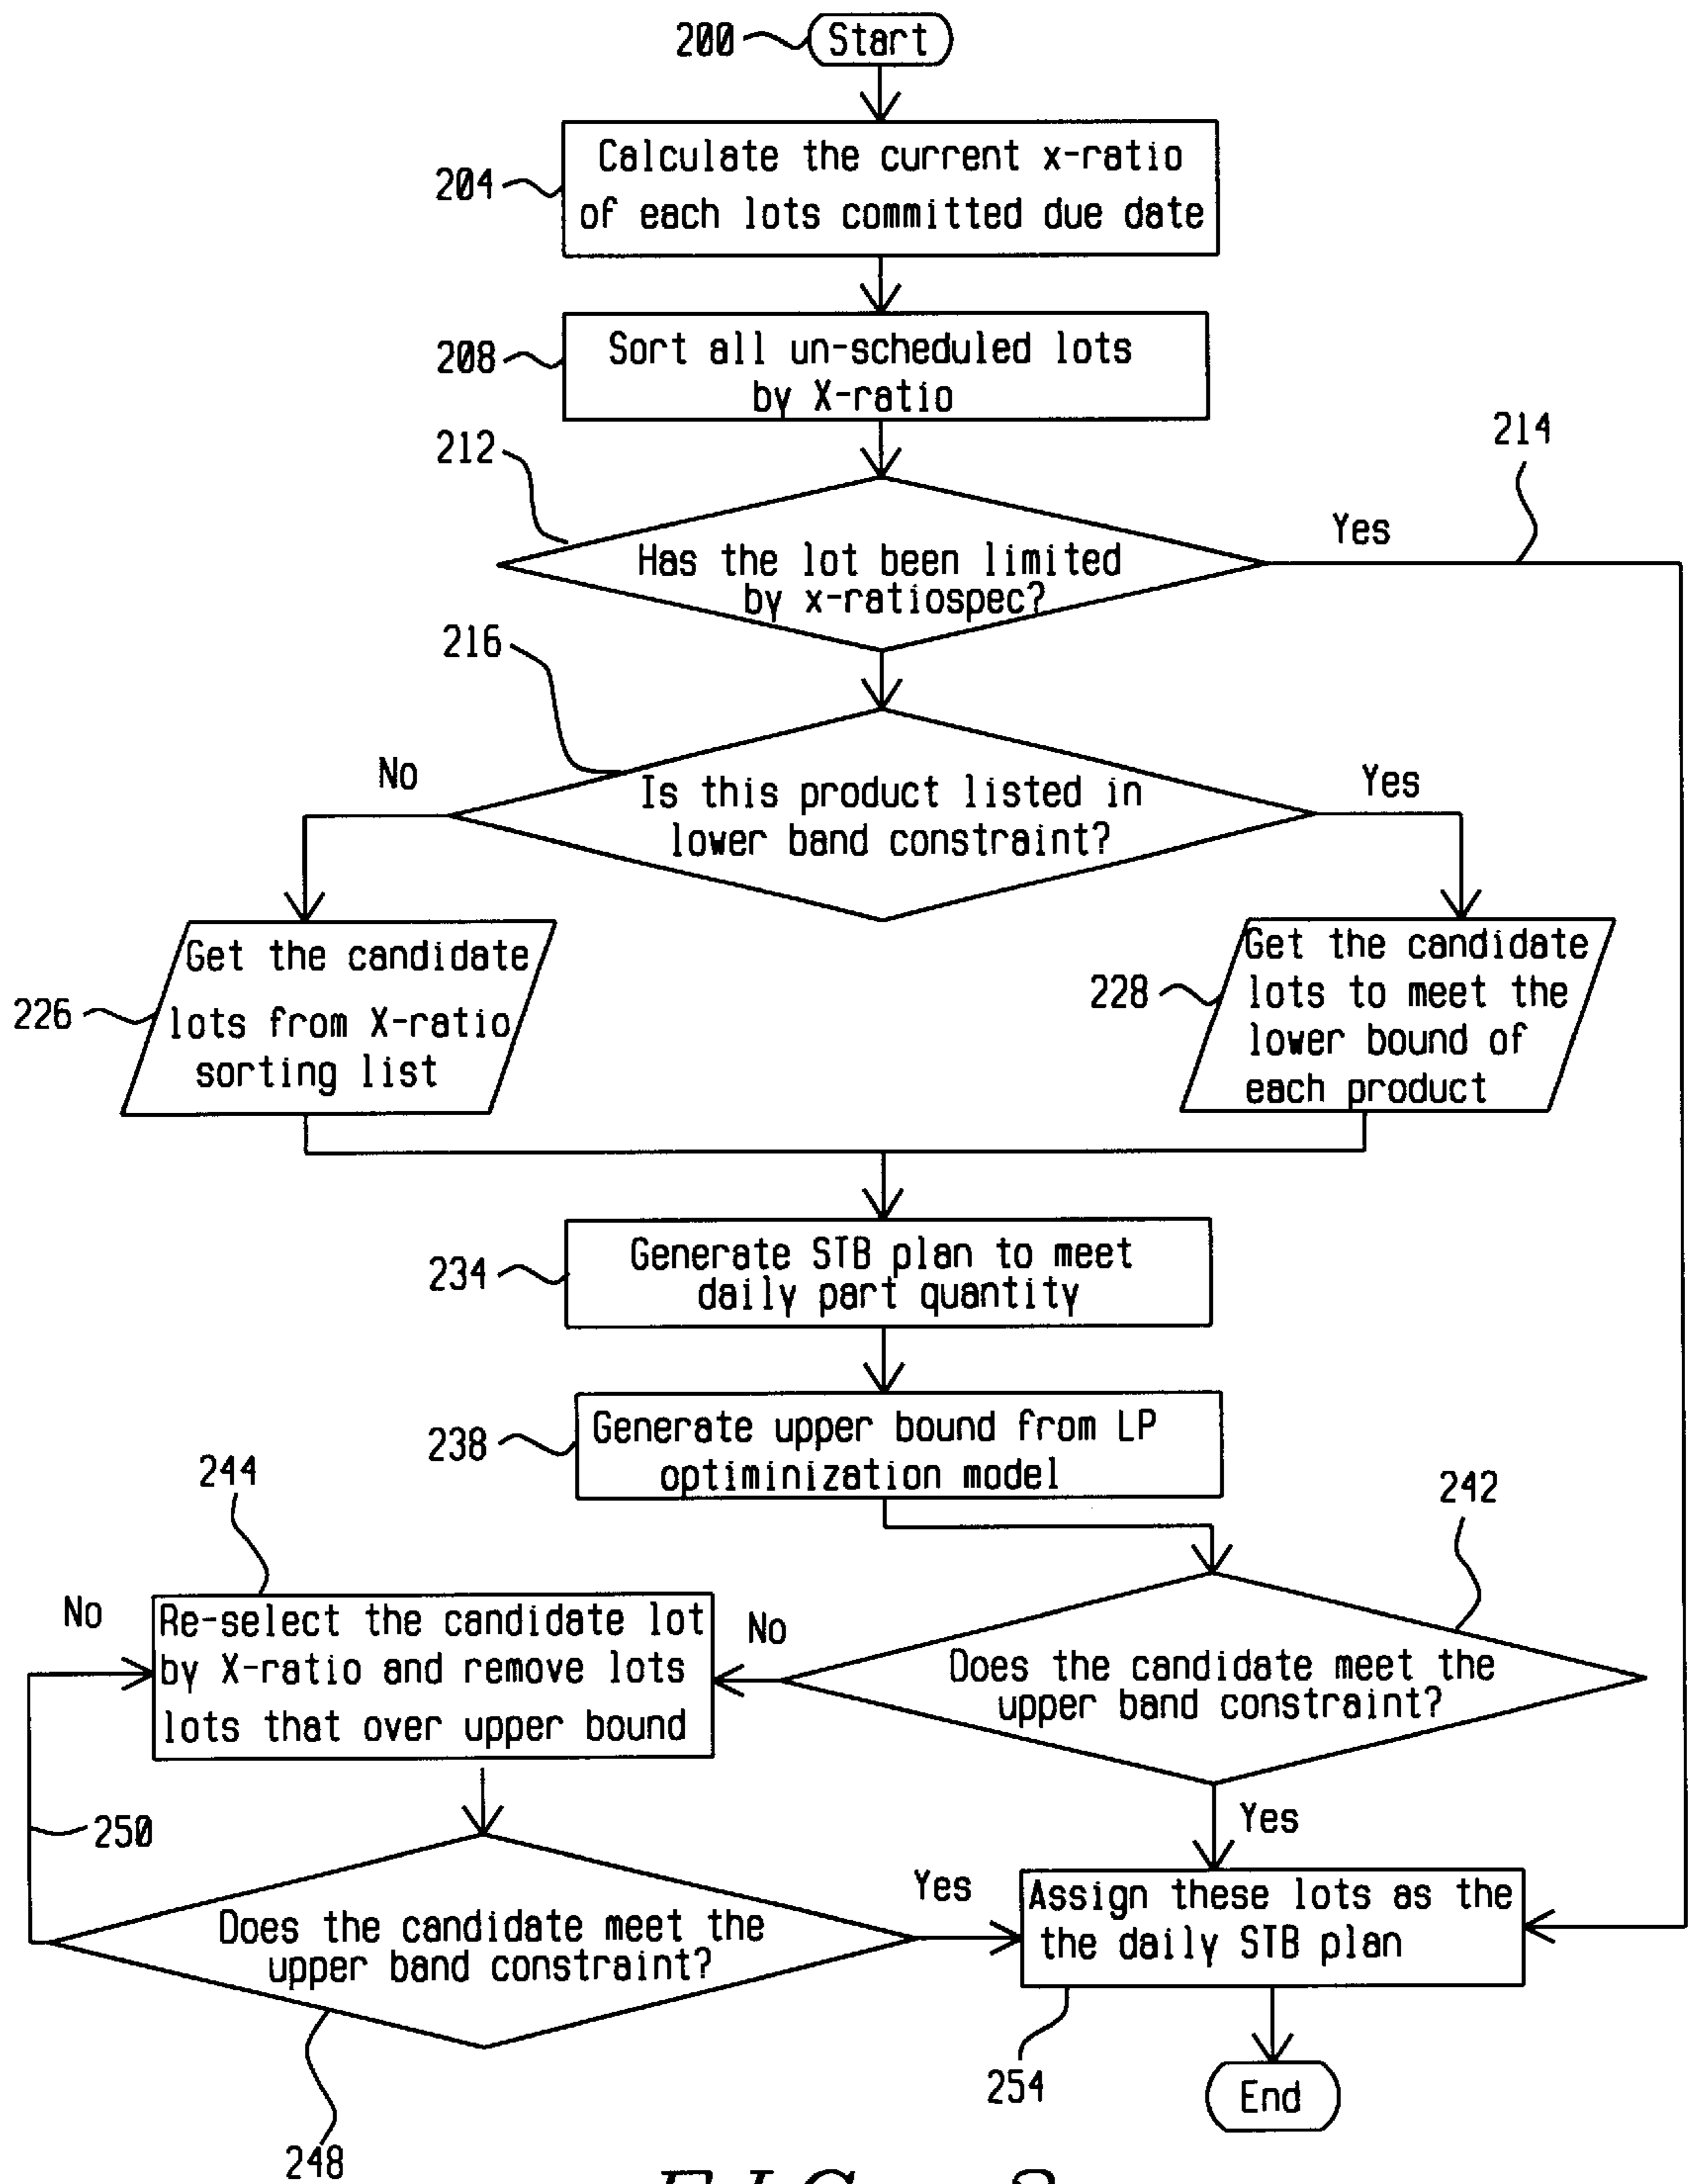 200
Start
204
Calculate the current x-ratio
of each lots committed due date
208
Sort all un-scheduled lots
by X-ratio
212
214
Has the lot been limited
by x-ratiospec?
Yes
216
No
Is this product listed in
lower band constraint?
Yes
226
Get the candidate
lots from X-ratio
sorting list
228
Get the candidate
lots to meet the
lower bound of
each product
234
Generate STB plan to meet
daily part quantity
238
Generate upper bound from LP
optiminization model
244
242
No
Re-select the candidate lot
by X-ratio and remove lots
lots that over upper bound
No
Does the candidate meet the
upper band constraint?
250
Yes
Does the candidate meet the
upper band constraint?
Yes
Assign these lots as the
the daily STB plan
248
254
End